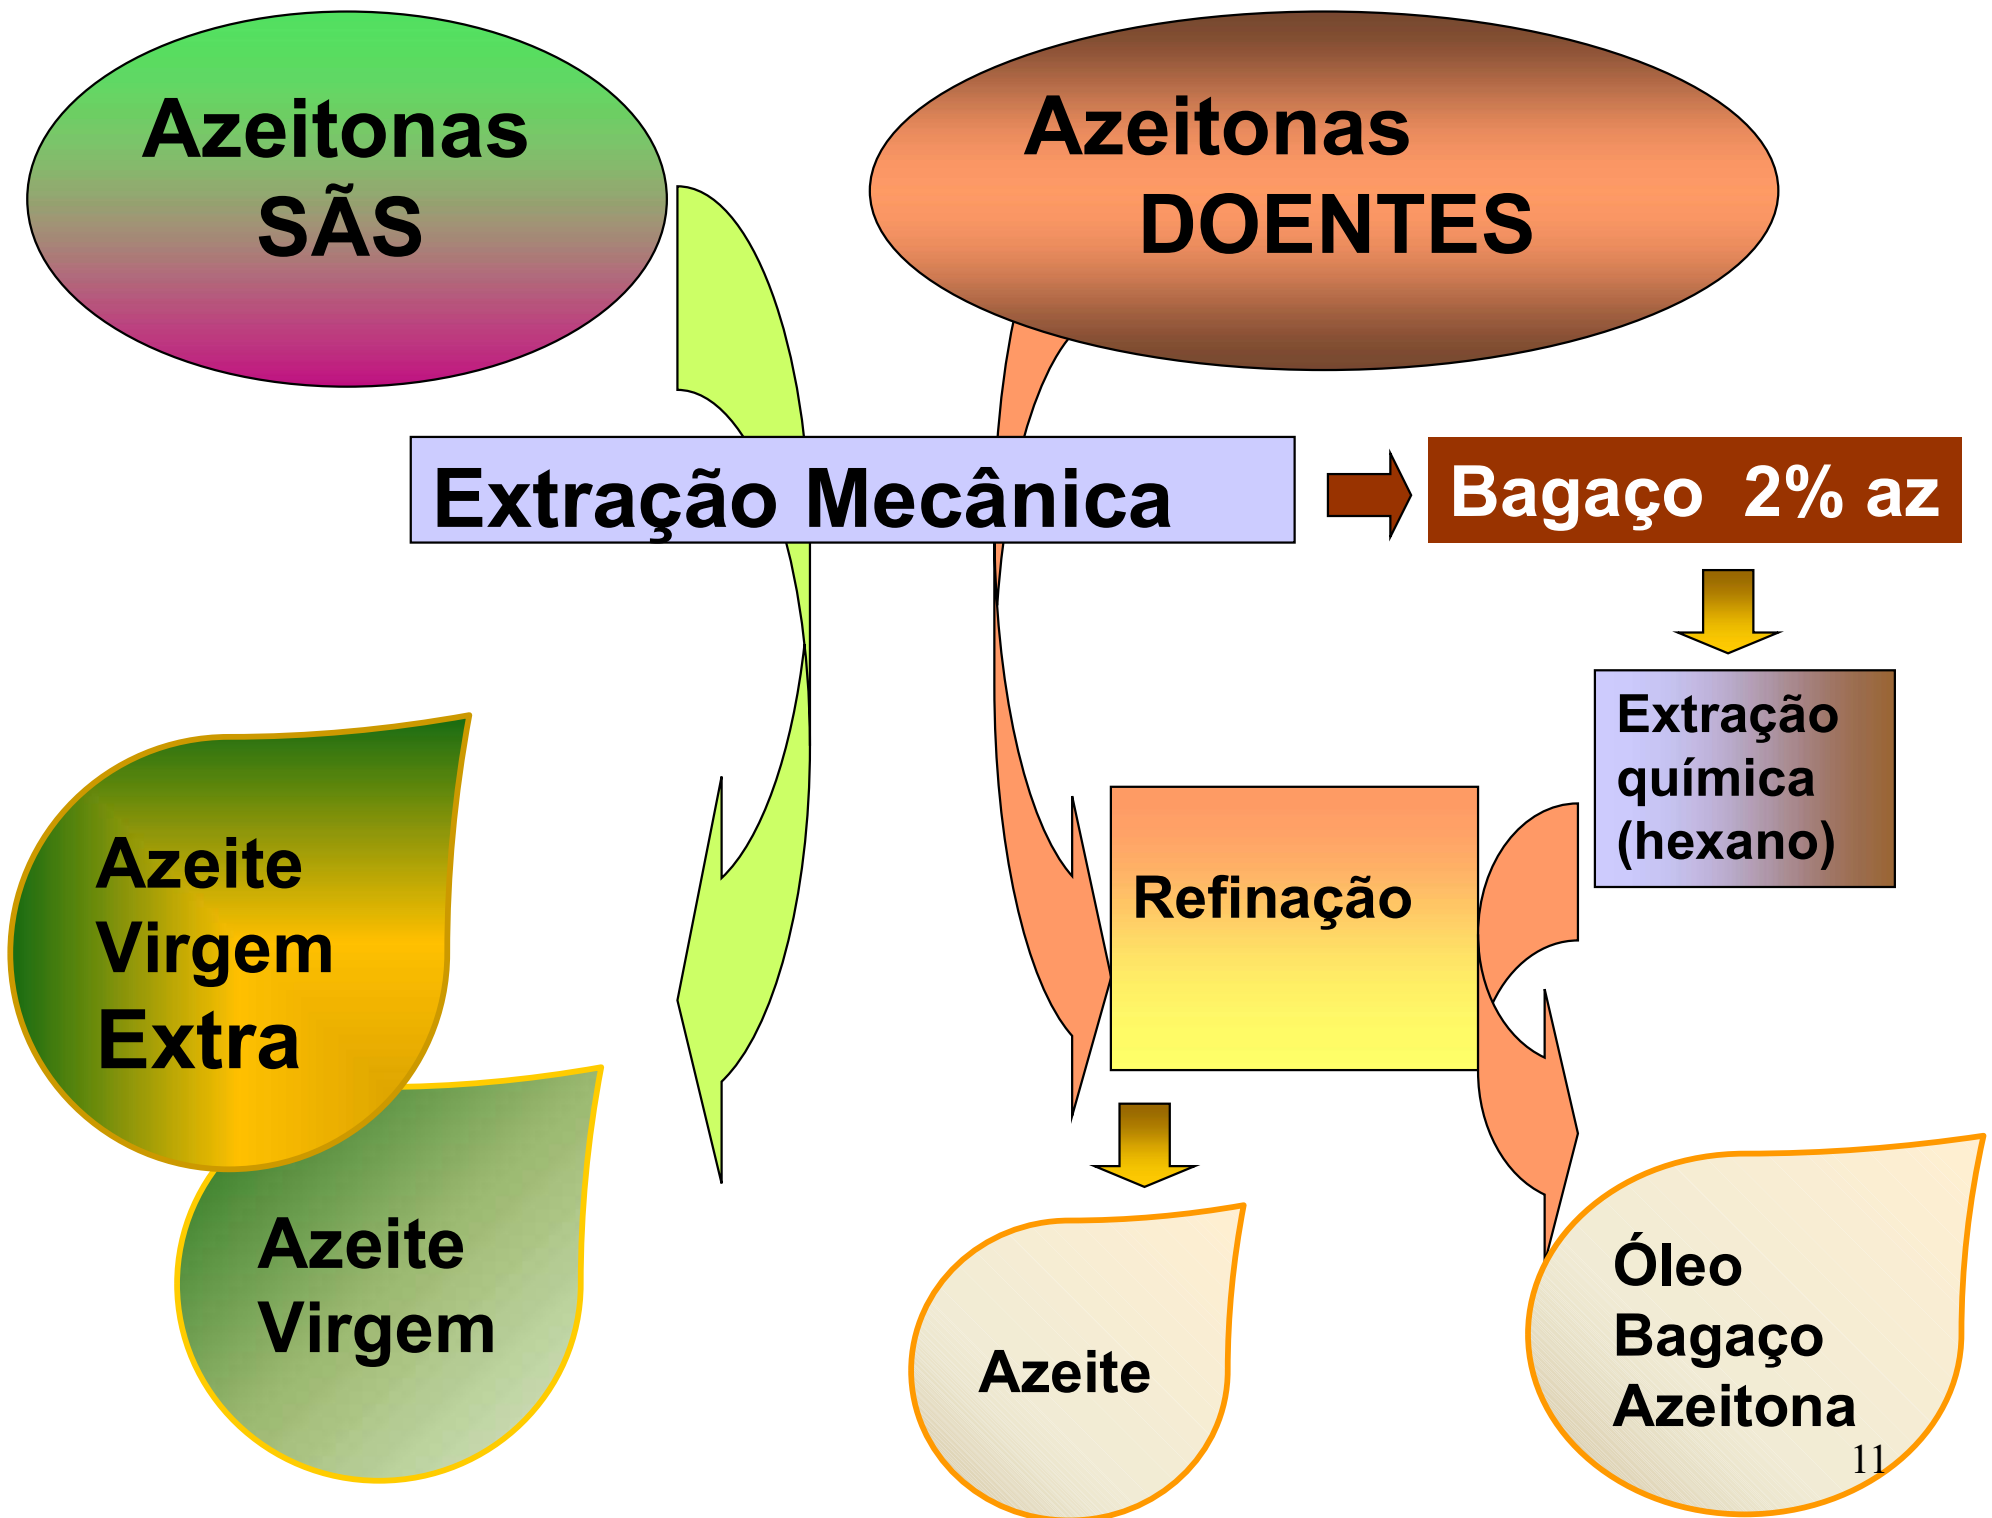 Azeitonas
SÃS
Azeitonas
DOENTES
Extração Mecânica
Bagaço 2% az
Extração
química
(hexano)
Refinação
Azeite
Virgem
Extra
Azeite
Virgem
Azeite
Óleo
Bagaço
Azeitona
11